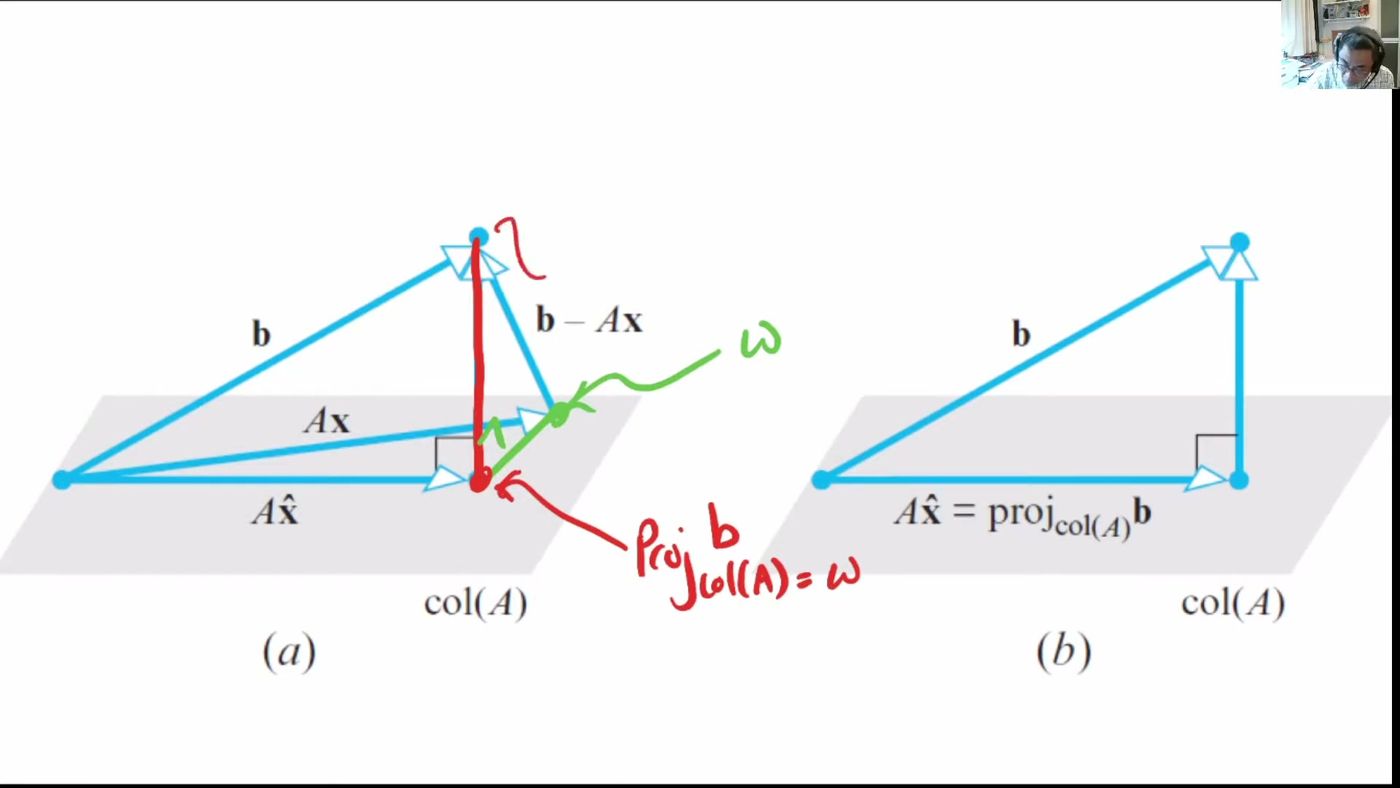 b
b – Ax
ω
Ax
Ax̂
Proj b
col(A) = ω
col(A)
(a)
b
Ax̂ = proj_col(A) b
col(A)
(b)